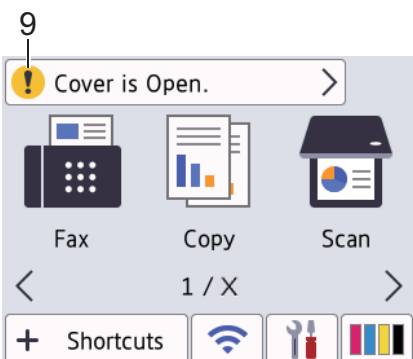 9
! Cover is Open.
Fax Copy Scan
1 / X
+ Shortcuts